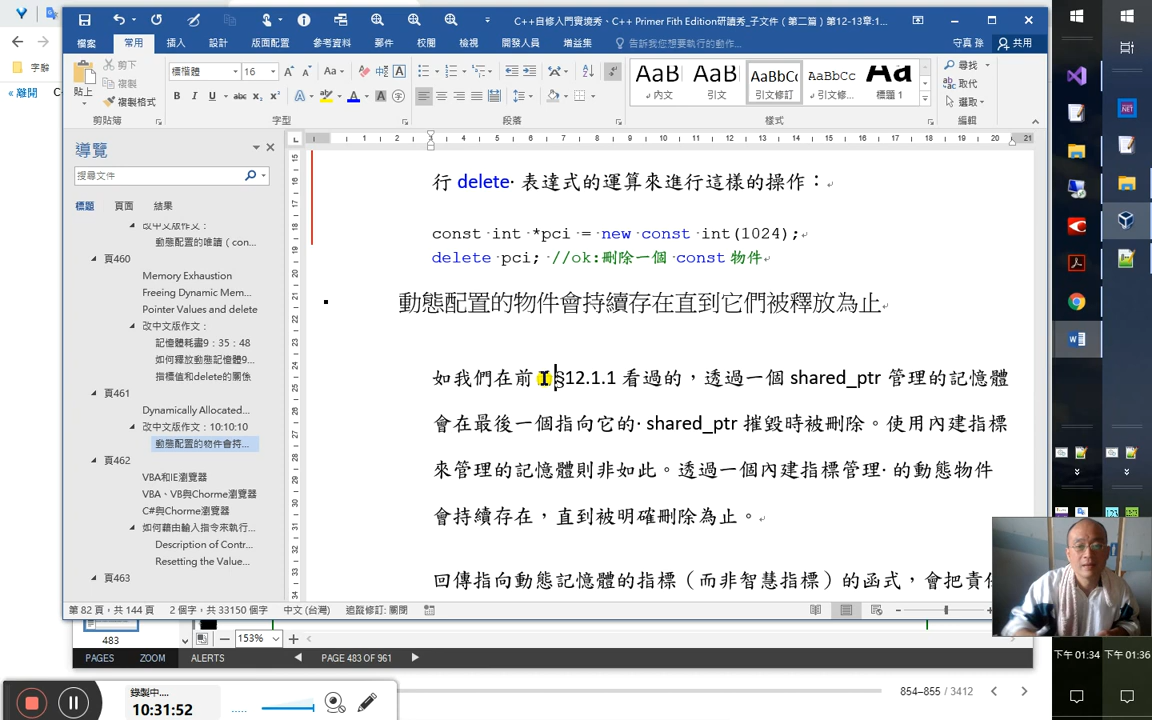 C++自修入門實境秀、C++ Primer Fifth Edition研讀秀_子文件（第二篇）12-13章:1...
檔案 常用 插入 設計 版面配置 參考資料 郵件 校閱 檢視 開發人員 增益集 告訴我您想要執行的動作... 守真 孫 共用
字齡
« 離開
貼上
剪下
複製
複製格式
剪貼簿
標楷體 16
字型
段落
AaBb 內文
AaBb 引文
AaBbCc 引文修訂
AaBbCc 引文修...
Aa 標題 1
樣式
尋找
取代
選取
編輯
導覽
搜尋文件
標題 頁面 結果
改中文版作文：
動態配置的唯讀（con...
頁460
Memory Exhaustion
Freeing Dynamic Mem...
Pointer Values and delete
改中文版作文：
記憶體耗盡9：35：48
如何釋放動態記憶體9...
指標值和delete的關係
頁461
Dynamically Allocated...
改中文版作文：10:10:10
動態配置的物件會持...
頁462
VBA和IE瀏覽器
VBA、VB與Chorme瀏覽器
C#與Chorme瀏覽器
如何藉由輸入指令來執行...
Description of Contr...
Resetting the Value...
頁463
行 delete 表達式的運算來進行這樣的操作：
const int *pci = new const int(1024);
delete pci; //ok:刪除一個 const 物件
動態配置的物件會持續存在直到它們被釋放為止
如我們在前 §12.1.1 看過的，透過一個 shared_ptr 管理的記憶體
會在最後一個指向它的 shared_ptr 摧毀時被刪除。使用內建指標
來管理的記憶體則非如此。透過一個內建指標管理 的動態物件
會持續存在，直到被明確刪除為止。
回傳指向動態記憶體的指標（而非智慧指標）的函式，會把責任
第 82 頁，共 144 頁 2 個字，共 33150 個字 中文 (台灣) 追蹤修訂: 關閉
483
153%
PAGES ZOOM ALERTS PAGE 483 OF 961
錄製中....
10:31:52
854–855 / 3412
下午 01:34
下午 01:36